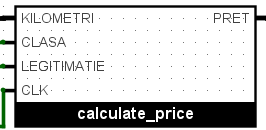 KILOMETRI PRET
CLASA
LEGITIMATIE
CLK
calculate_price